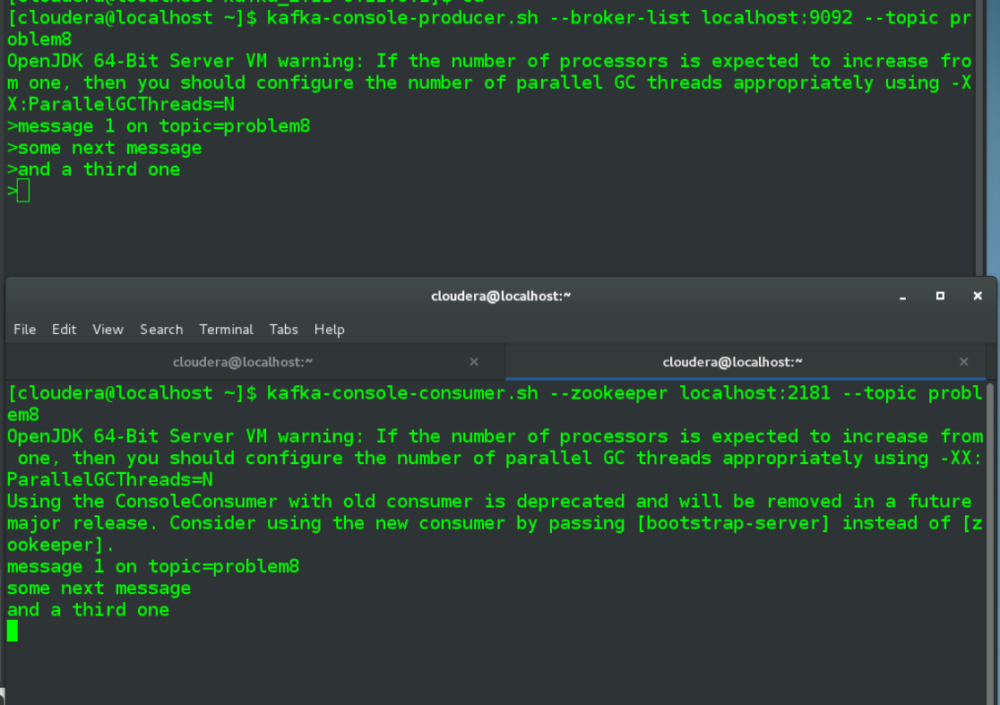 [cloudera@localhost ~]$ kafka-console-producer.sh --broker-list localhost:9092 --topic pr
oblem8
OpenJDK 64-Bit Server VM warning: If the number of processors is expected to increase fro
m one, then you should configure the number of parallel GC threads appropriately using -X
X:ParallelGCThreads=N
>message 1 on topic=problem8
>some next message
>and a third one
>
cloudera@localhost:~
File Edit View Search Terminal Tabs Help
cloudera@localhost:~ × cloudera@localhost:~ ×
[cloudera@localhost ~]$ kafka-console-consumer.sh --zookeeper localhost:2181 --topic probl
em8
OpenJDK 64-Bit Server VM warning: If the number of processors is expected to increase from
 one, then you should configure the number of parallel GC threads appropriately using -XX:
ParallelGCThreads=N
Using the ConsoleConsumer with old consumer is deprecated and will be removed in a future
major release. Consider using the new consumer by passing [bootstrap-server] instead of [z
ookeeper].
message 1 on topic=problem8
some next message
and a third one